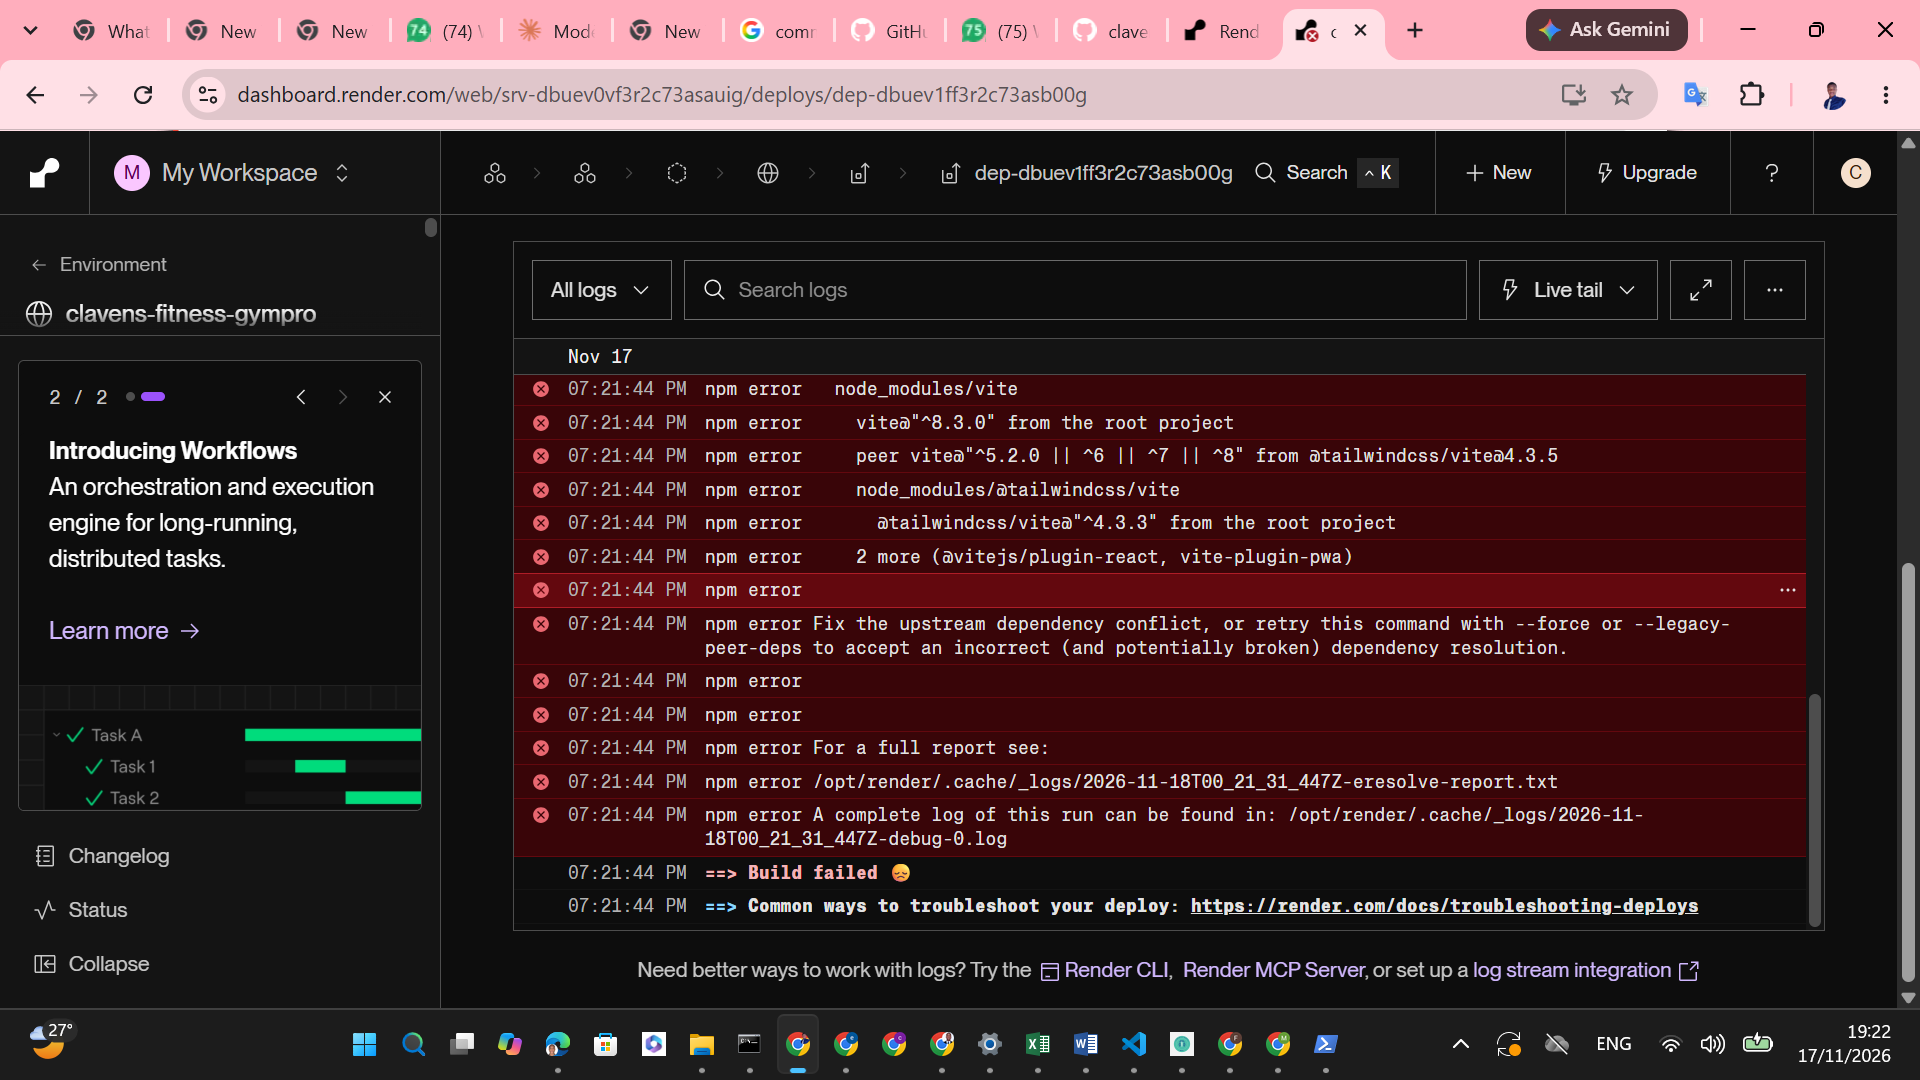 What
New
New
74
(74)
Mod
New
com
GitHu
75
(75)
clave
Rend
Ask Gemini
dashboard.render.com/web/srv-dbuev0vf3r2c73asauig/deploys/dep-dbuev1ff3r2c73asb00g
M My Workspace
dep-dbuev1ff3r2c73asb00g
Search
K
New
Upgrade
?
C
Environment
clavens-fitness-gympro
2 / 2
Introducing Workflows
An orchestration and execution
engine for long-running,
distributed tasks.
Learn more →
Task A
Task 1
Task 2
Changelog
Status
Collapse
All logs
Search logs
Live tail
Nov 17
07:21:44 PM npm error   node_modules/vite
07:21:44 PM npm error     vite@"^8.3.0" from the root project
07:21:44 PM npm error     peer vite@"^5.2.0 || ^6 || ^7 || ^8" from @tailwindcss/vite@4.3.5
07:21:44 PM npm error     node_modules/@tailwindcss/vite
07:21:44 PM npm error       @tailwindcss/vite@"^4.3.3" from the root project
07:21:44 PM npm error     2 more (@vitejs/plugin-react, vite-plugin-pwa)
07:21:44 PM npm error
07:21:44 PM npm error Fix the upstream dependency conflict, or retry this command with --force or --legacy-
peer-deps to accept an incorrect (and potentially broken) dependency resolution.
07:21:44 PM npm error
07:21:44 PM npm error
07:21:44 PM npm error For a full report see:
07:21:44 PM npm error /opt/render/.cache/_logs/2026-11-18T00_21_31_447Z-eresolve-report.txt
07:21:44 PM npm error A complete log of this run can be found in: /opt/render/.cache/_logs/2026-11-
18T00_21_31_447Z-debug-0.log
07:21:44 PM ==> Build failed 😞
07:21:44 PM ==> Common ways to troubleshoot your deploy: https://render.com/docs/troubleshooting-deploys
Need better ways to work with logs? Try the Render CLI, Render MCP Server, or set up a log stream integration
27°
ENG
19:22
17/11/2026